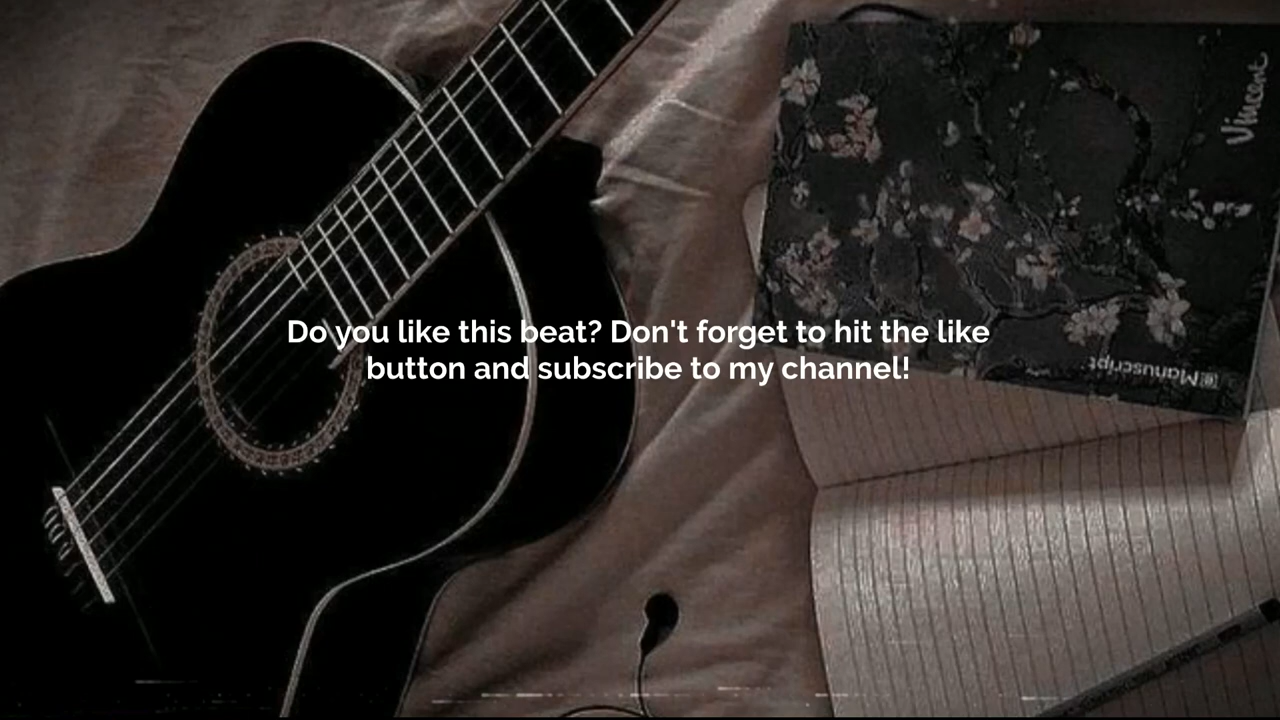 Vincent
Do you like this beat? Don't forget to hit the like
button and subscribe to my channel!
Manuscript